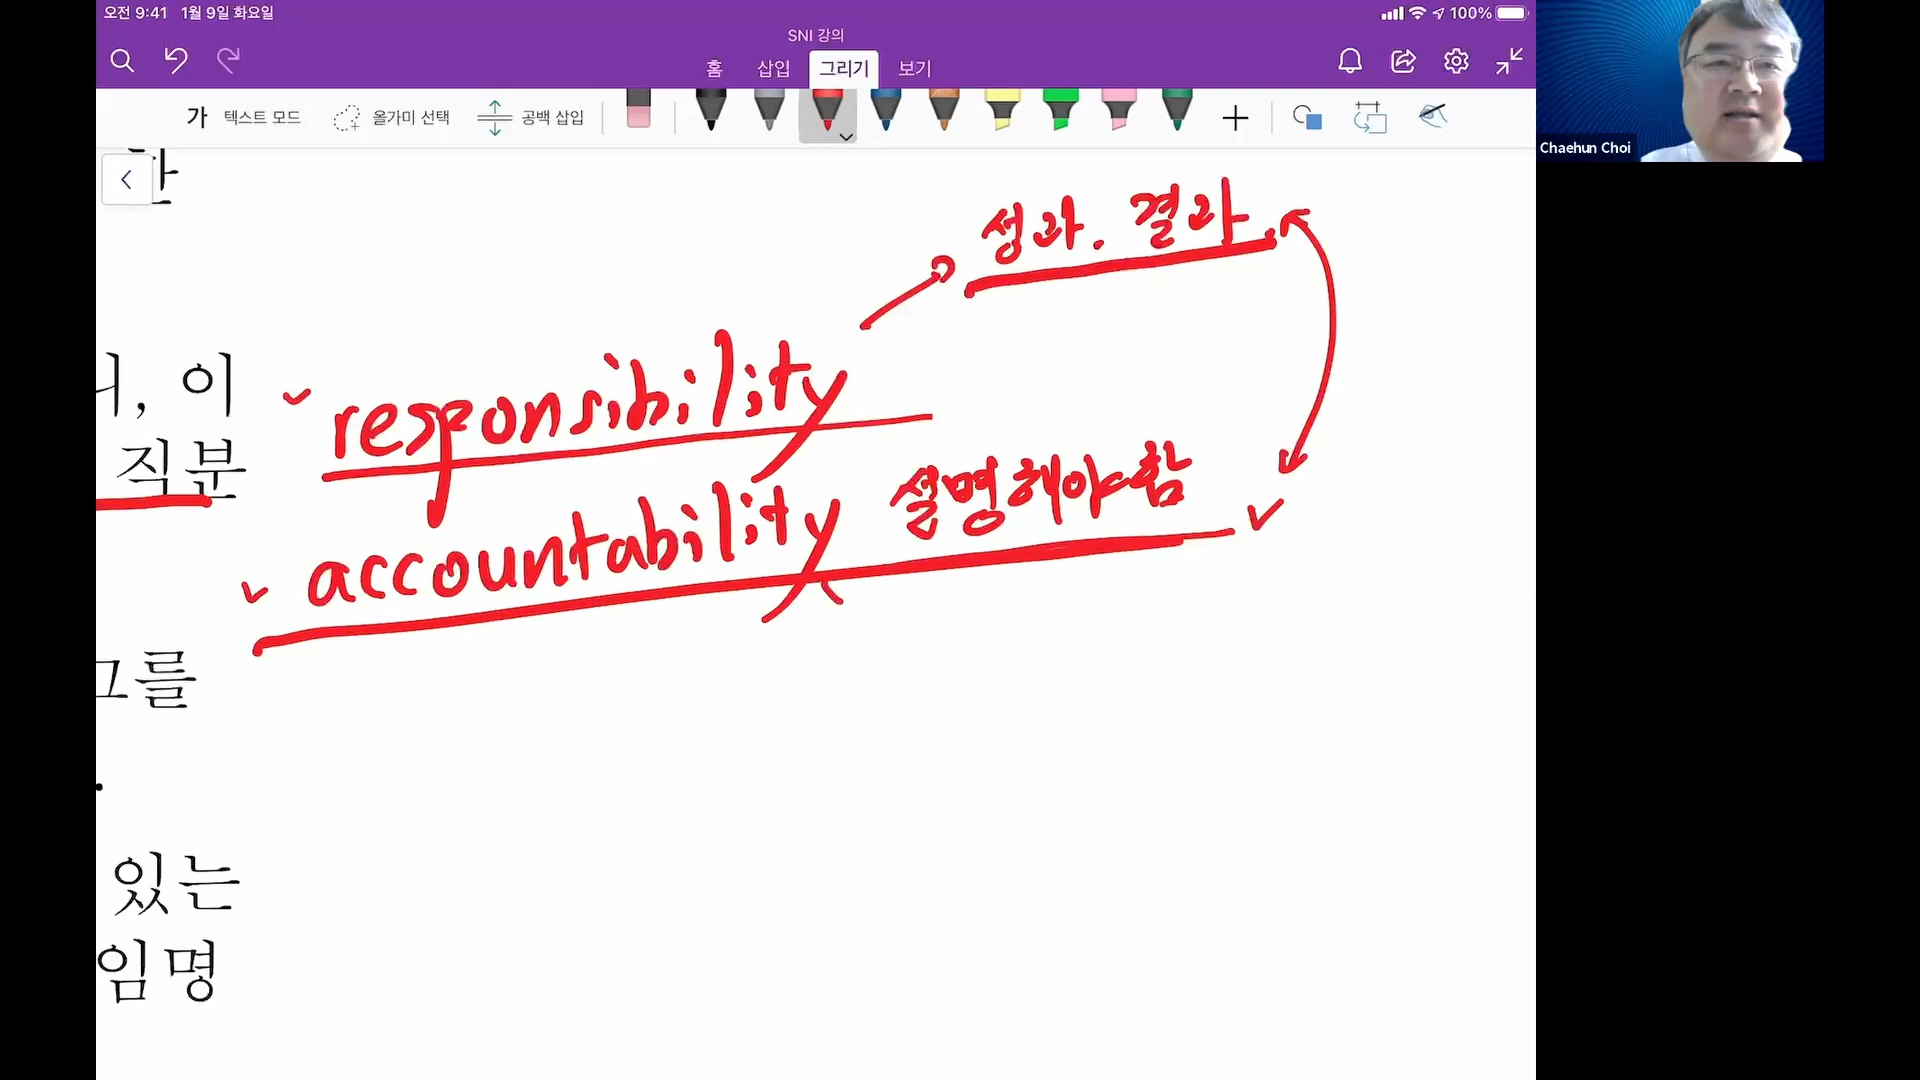 오전 9:41 1월 9일 화요일
100%
SNI 강의
홈 삽입 그리기 보기
가 텍스트 모드 올가미 선택 공백 삽입
Chaehun Choi
성과. 결과.
이
responsibility
직분
설명해야함
accountability
그를
있는
임명